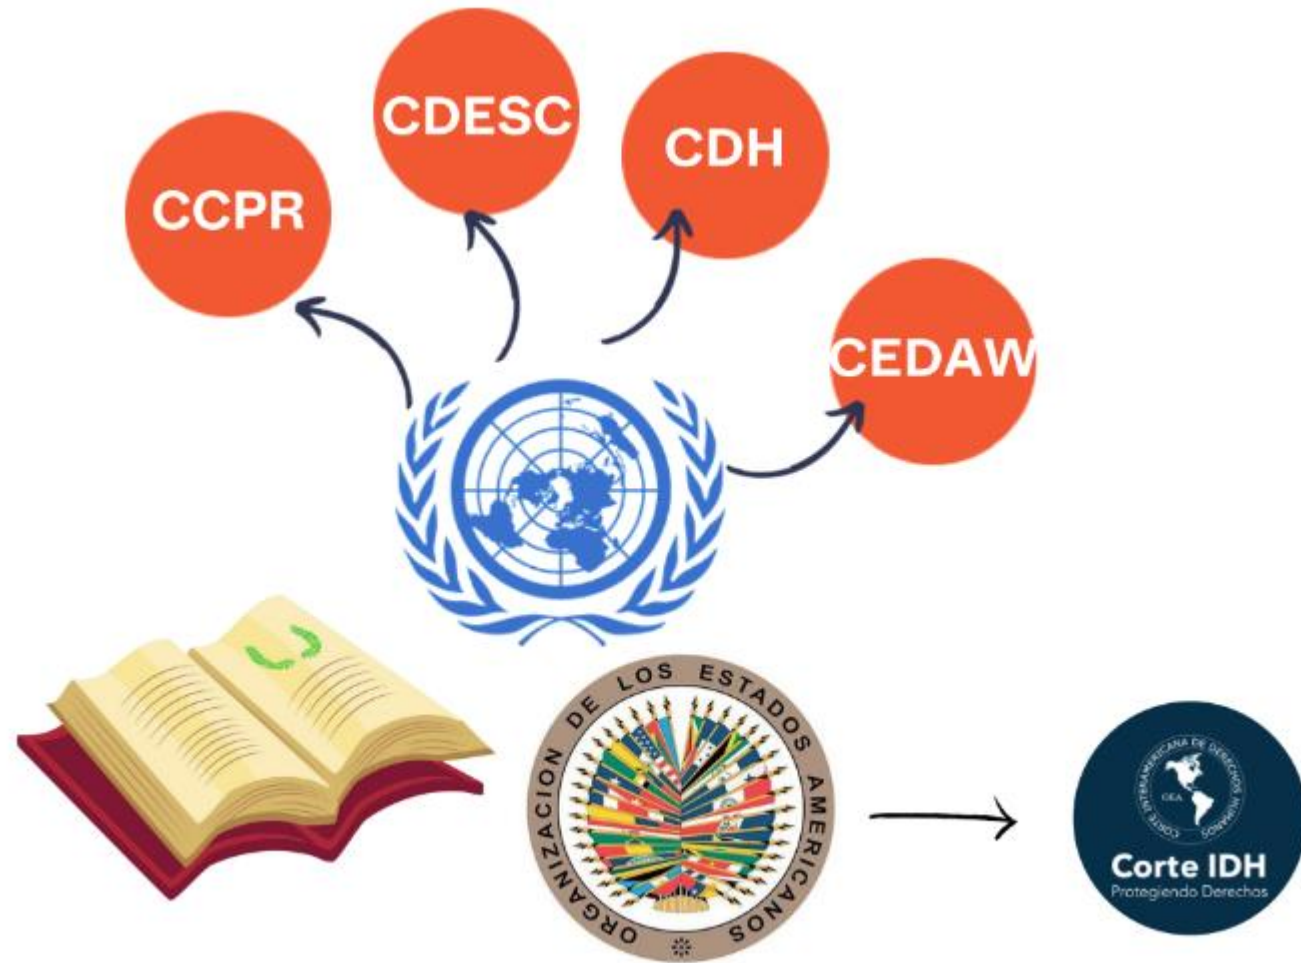 CDESC
CDH
CCPR
CEDAW
ORGANIZACION DE LOS ESTADOS AMERICANOS
CORTE INTERAMERICANA DE DERECHOS HUMANOS
OEA
Corte IDH
Protegiendo Derechos